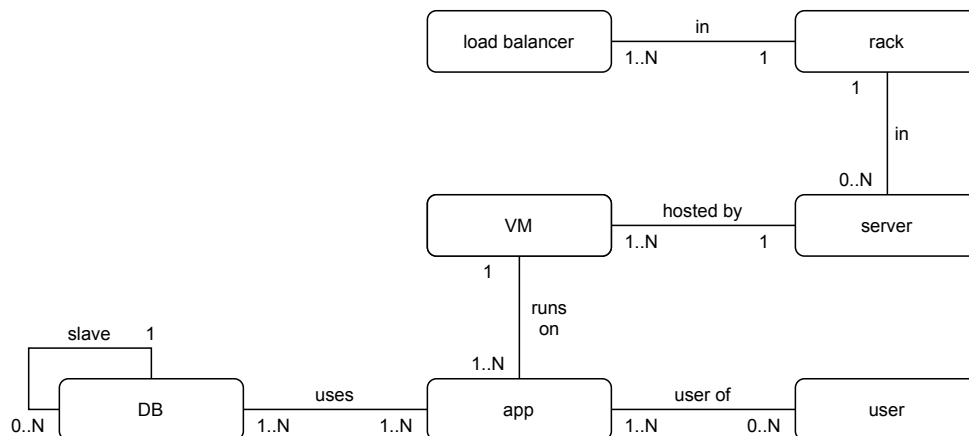 in
load balancer
rack
1..N
1
1
in
0..N
hosted by
VM
server
1..N
1
1
runs
on
slave
1
1..N
uses
user of
DB
app
user
0..N
1..N
1..N
1..N
0..N